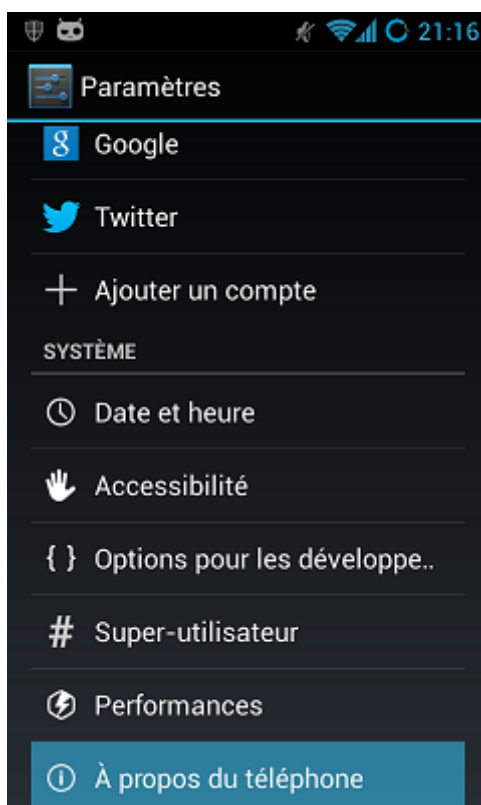 21:16
Paramètres
Google
Twitter
Ajouter un compte
SYSTÈME
Date et heure
Accessibilité
{ } Options pour les développe..
# Super-utilisateur
Performances
À propos du téléphone